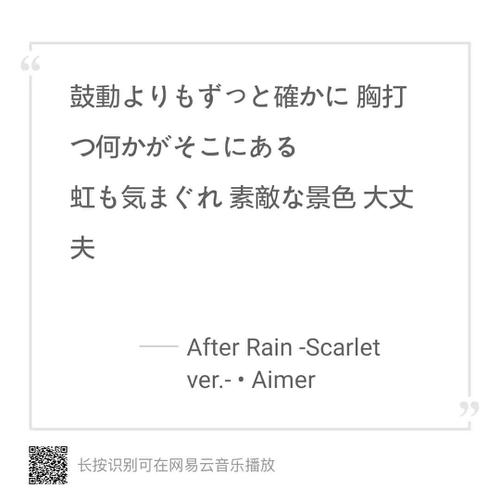 鼓動よりもずっと確かに 胸打
つ何かがそこにある
虹も気まぐれ 素敵な景色 大丈
夫
—— After Rain -Scarlet
ver.- • Aimer
长按识别可在网易云音乐播放